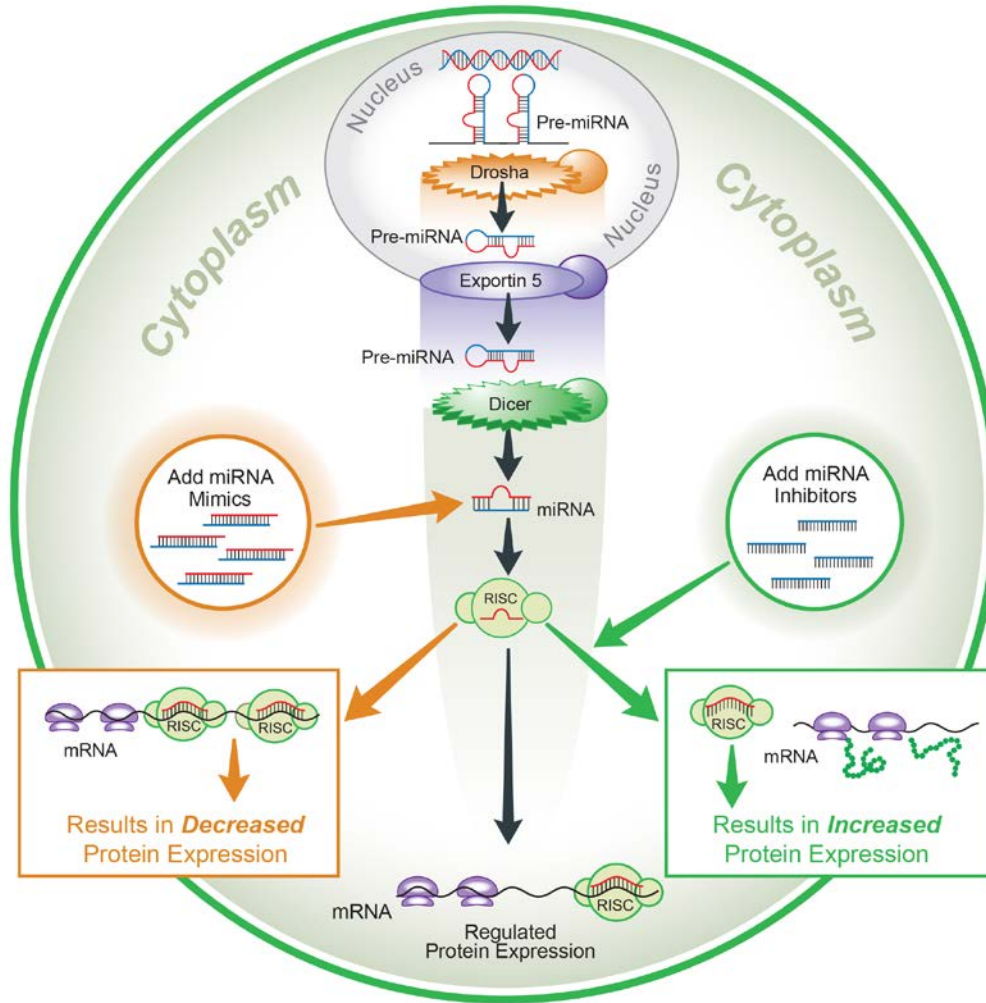 Nucleus
Pre-miRNA
Drosha
Nucleus
Cytoplasm
Cytoplasm
Pre-miRNA
Exportin 5
Pre-miRNA
Dicer
Add miRNA
Mimics
miRNA
Add miRNA
Inhibitors
RISC
RISC
RISC
mRNA
Results in Decreased
Protein Expression
RISC
mRNA
Results in Increased
Protein Expression
mRNA
RISC
Regulated
Protein Expression